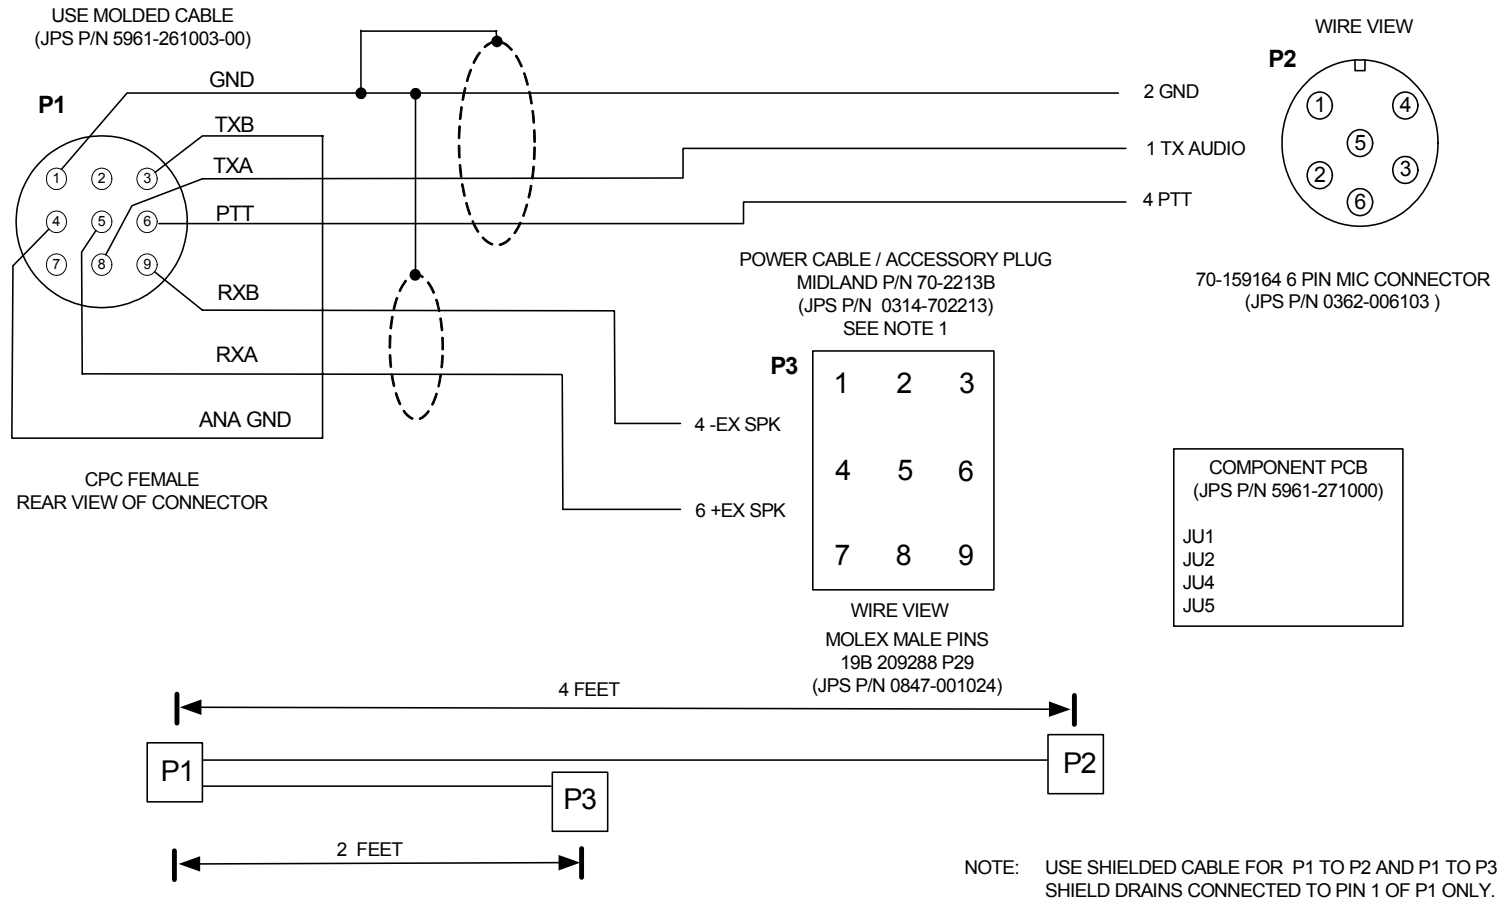 USE MOLDED CABLE
(JPS P/N 5961-261003-00)
WIRE VIEW
P2
GND
P1
2 GND
1 4
TXB
5
1 TX AUDIO
TXA
2 3
1 2 3
6
PTT
4 PTT
4 5 6
7 8 9
POWER CABLE / ACCESSORY PLUG
MIDLAND P/N 70-2213B
(JPS P/N 0314-702213)
SEE NOTE 1
70-159164 6 PIN MIC CONNECTOR
(JPS P/N 0362-006103 )
RXB
RXA
P3
1 2 3
4 5 6
7 8 9
ANA GND
4 -EX SPK
6 +EX SPK
CPC FEMALE
REAR VIEW OF CONNECTOR
COMPONENT PCB
(JPS P/N 5961-271000)
JU1
JU2
JU4
JU5
WIRE VIEW
MOLEX MALE PINS
19B 209288 P29
(JPS P/N 0847-001024)
4 FEET
P1
P2
P3
2 FEET
NOTE: USE SHIELDED CABLE FOR P1 TO P2 AND P1 TO P3
SHIELD DRAINS CONNECTED TO PIN 1 OF P1 ONLY.